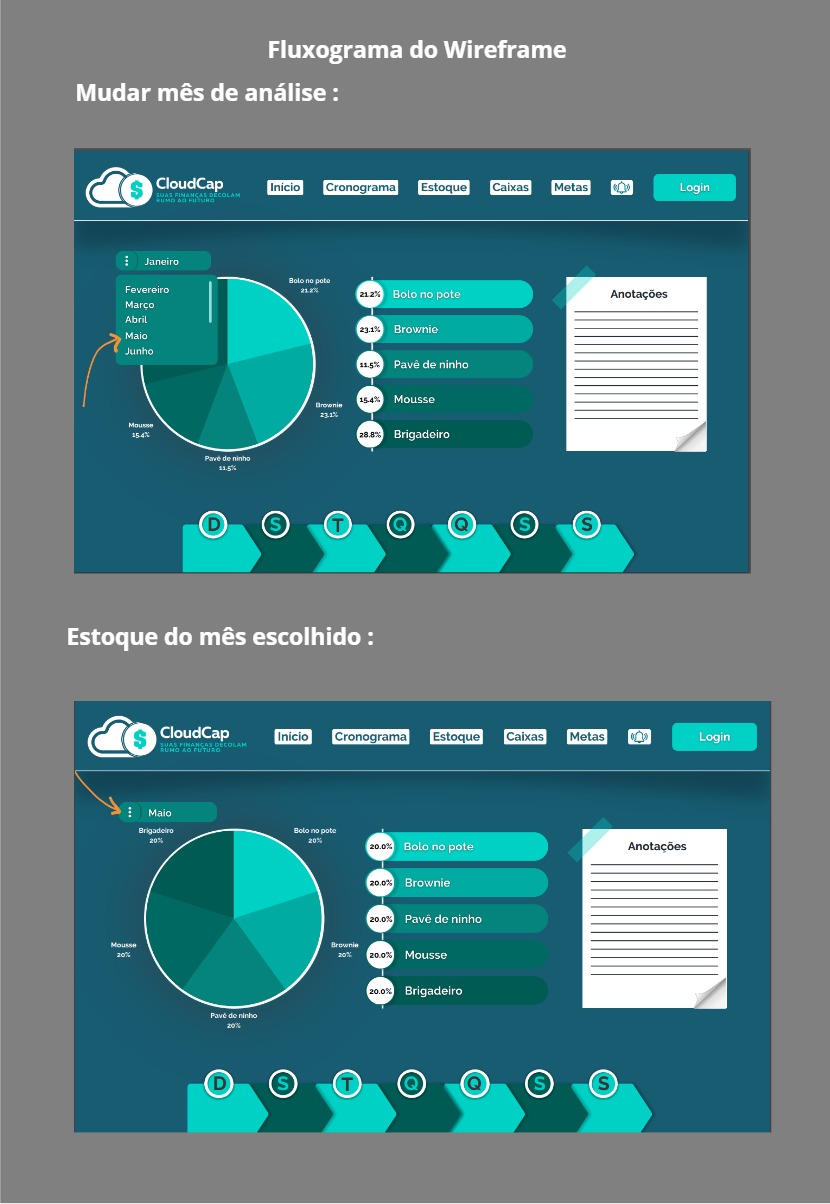 Fluxograma do Wireframe
Mudar mês de análise :
CloudCap
SUAS FINANÇAS DECOLAM
RUMO AO FUTURO
Início Cronograma Estoque Caixas Metas Login
Janeiro
Fevereiro
Março
Abril
Maio
Junho
Bolo no pote
21.2%
Brownie
23.1%
Mousse
15.4%
Pavê de ninho
11.5%
21.2% Bolo no pote
23.1% Brownie
11.5% Pavê de ninho
15.4% Mousse
28.8% Brigadeiro
Anotações
D S T Q Q S S
Estoque do mês escolhido :
CloudCap
SUAS FINANÇAS DECOLAM
RUMO AO FUTURO
Início Cronograma Estoque Caixas Metas Login
Maio
Brigadeiro
20%
Bolo no pote
20%
Mousse
20%
Brownie
20%
Pavê de ninho
20%
20.0% Bolo no pote
20.0% Brownie
20.0% Pavê de ninho
20.0% Mousse
20.0% Brigadeiro
Anotações
D S T Q Q S S